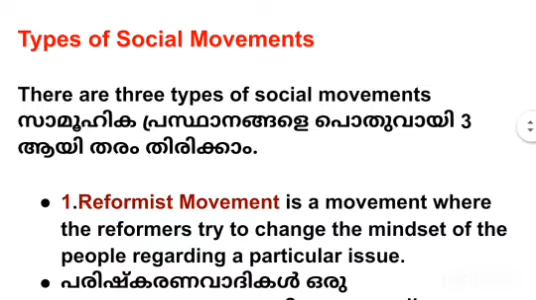 Types of Social Movements
There are three types of social movements
സാമൂഹിക പ്രസ്ഥാനങ്ങളെ പൊതുവായി 3
ആയി തരം തിരിക്കാം.
● 1.Reformist Movement is a movement where
the reformers try to change the mindset of the
people regarding a particular issue.
● പരിഷ്കരണവാദികൾ ഒരു